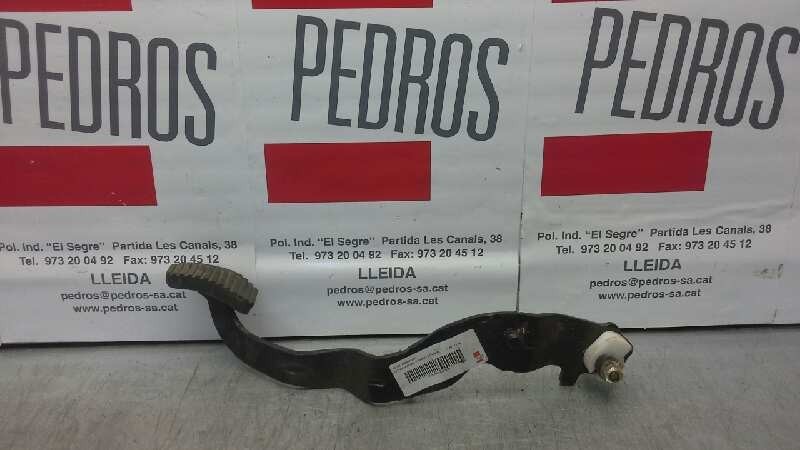 PEDROS
Pol. Ind. "El Segre" Partida Les Canals, 38
Tel. 973 20 04 92 Fax: 973 20 45 12
LLEIDA
pedros@pedros-sa.cat
www.pedros-sa.cat
PEDROS
Pol. Ind. "El Segre" Partida Les Canals, 38
Tel. 973 20 04 92 Fax: 973 20 45 12
LLEIDA
pedros@pedros-sa.cat
www.pedros-sa.cat
PEDROS
Pol. Ind. "El Segre" Partida Les Canals, 38
Tel. 973 20 04 92 Fax: 973 20 45 12
LLEIDA
pedros@pedros-sa.cat
www.pedros-sa.cat